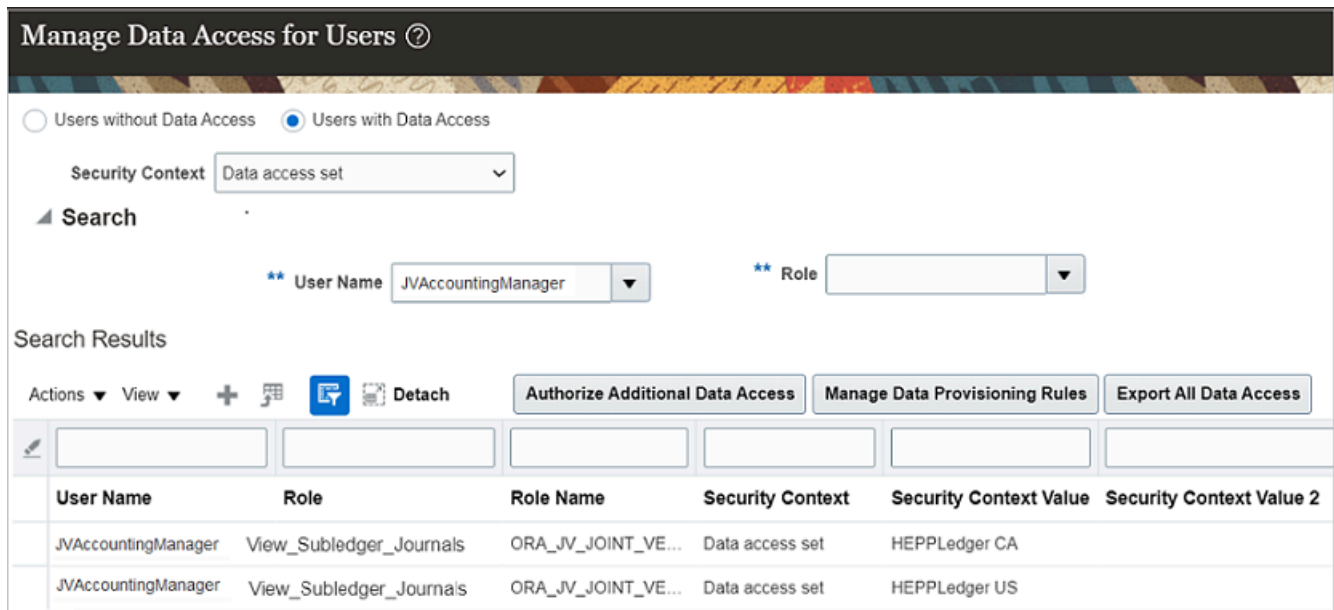 Manage Data Access for Users ?
Users without Data Access Users with Data Access
Security Context Data access set
Search
** User Name JVAccountingManager ** Role
Search Results
Actions View Detach Authorize Additional Data Access Manage Data Provisioning Rules Export All Data Access
User Name Role Role Name Security Context Security Context Value Security Context Value 2
JVAccountingManager View_Subledger_Journals ORA_JV_JOINT_VE... Data access set HEPPLedger CA
JVAccountingManager View_Subledger_Journals ORA_JV_JOINT_VE... Data access set HEPPLedger US